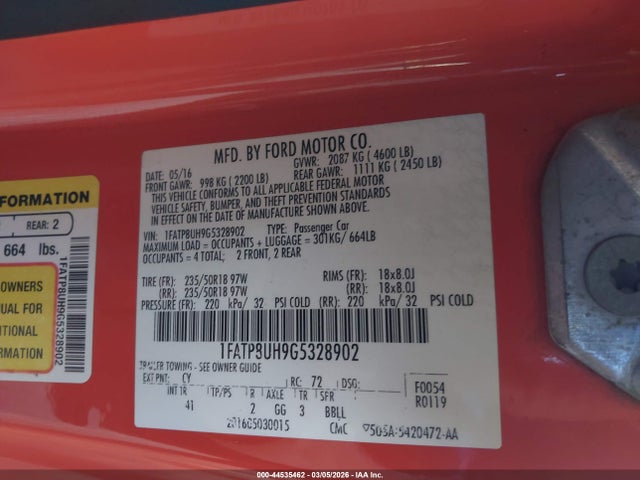 MFD. BY FORD MOTOR CO.
05/16 GVWR: 2087 KG (4600 LB)
FRONT GAWR: 998 KG (2200 LB) REAR GAWR: 1111 KG (2450 LB)
THIS VEHICLE CONFORMS TO ALL APPLICABLE FEDERAL MOTOR
VEHICLE SAFETY, BUMPER, AND THEFT PREVENTION STANDARDS
IN EFFECT ON THE DATE OF MANUFACTURE SHOWN ABOVE.
VIN: 1FATP8UH9G5328902 TYPE: Passenger Car
MAXIMUM LOAD = OCCUPANTS + LUGGAGE = 301KG/ 664LB
OCCUPANTS = 4 TOTAL; 2 FRONT, 2 REAR
TIRE (FR): 235/50R18 97W RIMS (FR): 18x8.0J
(RR): 235/50R18 97W (RR): 18x8.0J
PRESSURE (FR): 220 kPa/ 32 PSI COLD (RR): 220 kPa/ 32 PSI COLD
1FATP8UH9G5328902
TRAILER TOWING - SEE OWNER GUIDE
EXT PNT: CY RC: 72 DSO: F0054
INT TR TP/PS R AXLE TR SPR R0119
41 2 GG 3 BBLL
CMC
INFORMATION
REAR: 2
664 lbs.
OWNERS
MANUAL FOR
DITIONAL
FORMATION
1FATP8UH9G5328902
000-44535462 - 03/05/2026 - IAA Inc.